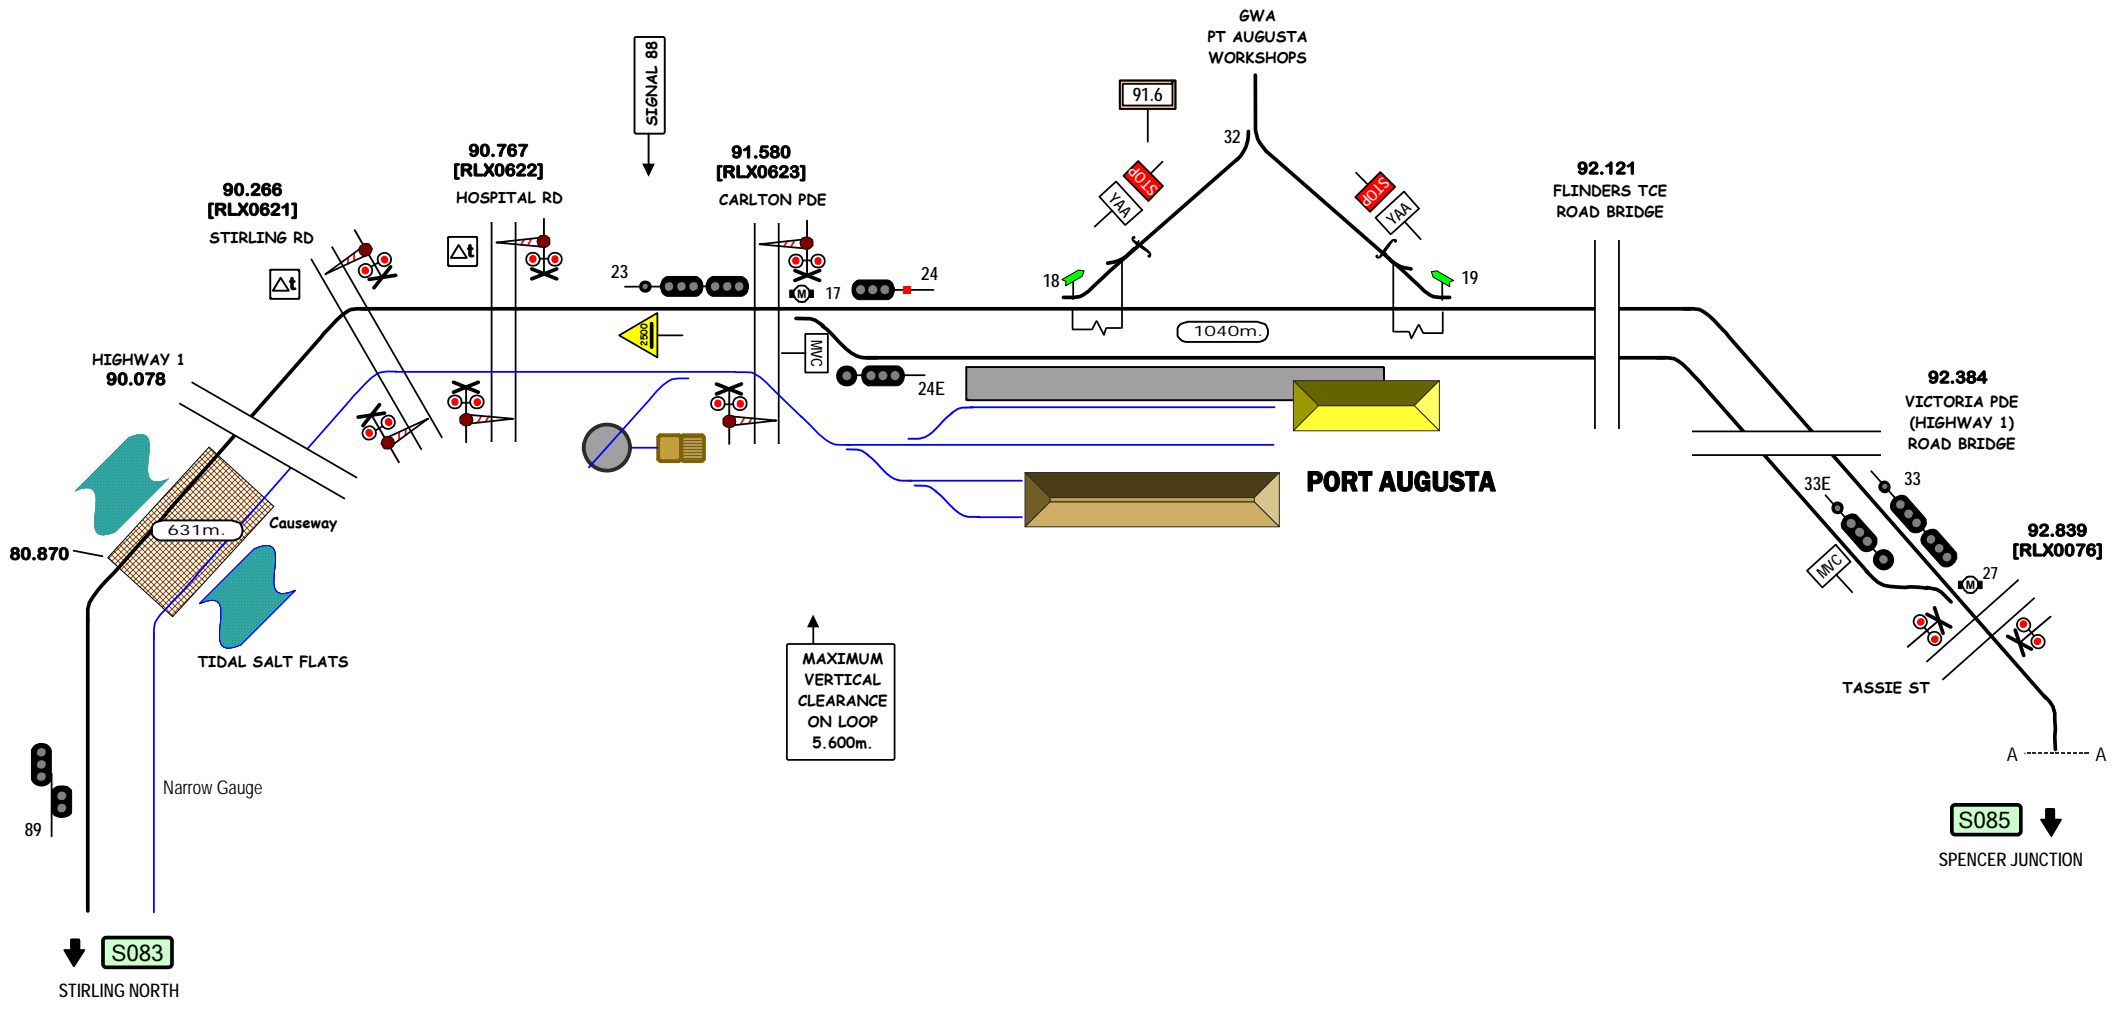 GWA
PT AUGUSTA
WORKSHOPS
SIGNAL 88
91.6
32
90.767
[RLX0622]
HOSPITAL RD
91.580
[RLX0623]
CARLTON PDE
90.266
[RLX0621]
STIRLING RD
92.121
FLINDERS TCE
ROAD BRIDGE
STOP
YAA
STOP
YAA
t
t
23
24
M
17
18
19
2500
1040m.
MVC
HIGHWAY 1
90.078
24E
92.384
VICTORIA PDE
(HIGHWAY 1)
ROAD BRIDGE
PORT AUGUSTA
33E
33
631m.
Causeway
80.870
92.839
[RLX0076]
MVC
M
27
TIDAL SALT FLATS
MAXIMUM
VERTICAL
CLEARANCE
ON LOOP
5.600m.
TASSIE ST
A
A
Narrow Gauge
89
S085
SPENCER JUNCTION
S083
STIRLING NORTH